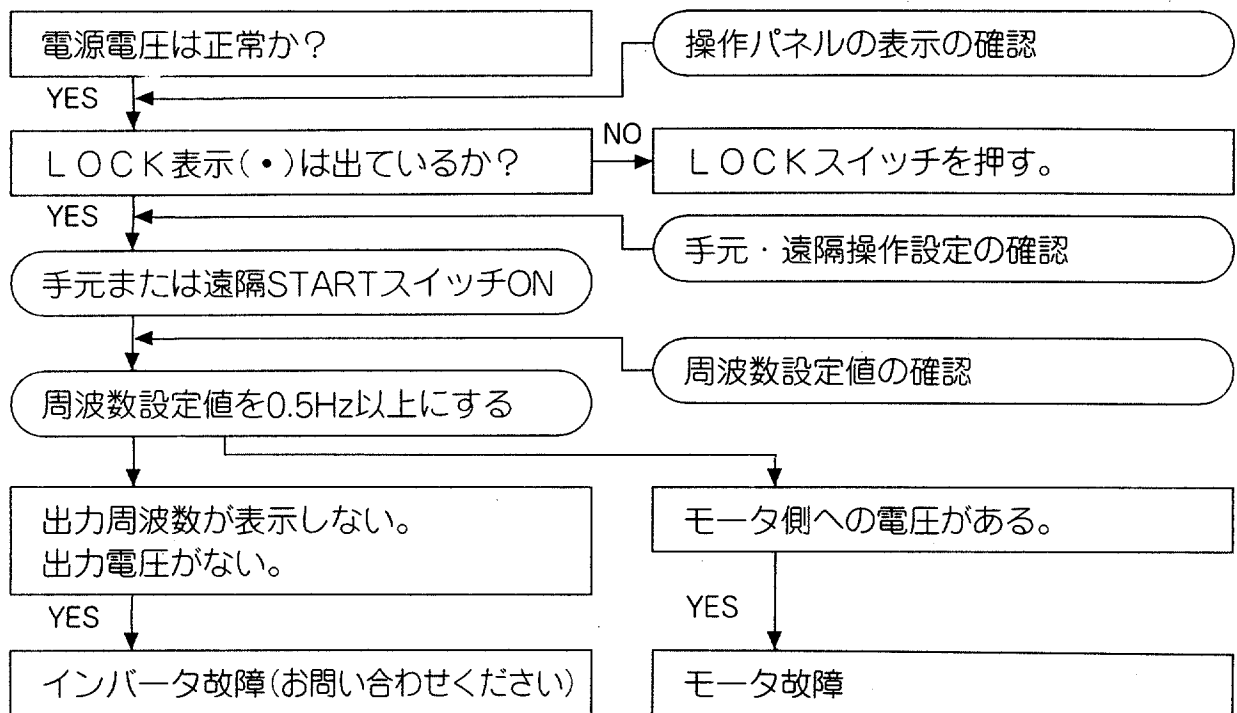 電源電圧は正常か？
操作パネルの表示の確認
YES
ＬＯＣＫ表示(・)は出ているか？
NO
ＬＯＣＫスイッチを押す。
YES
手元・遠隔操作設定の確認
手元または遠隔STARTスイッチON
周波数設定値の確認
周波数設定値を0.5Hz以上にする
出力周波数が表示しない。
出力電圧がない。
モータ側への電圧がある。
YES
YES
インバータ故障(お問い合わせください)
モータ故障